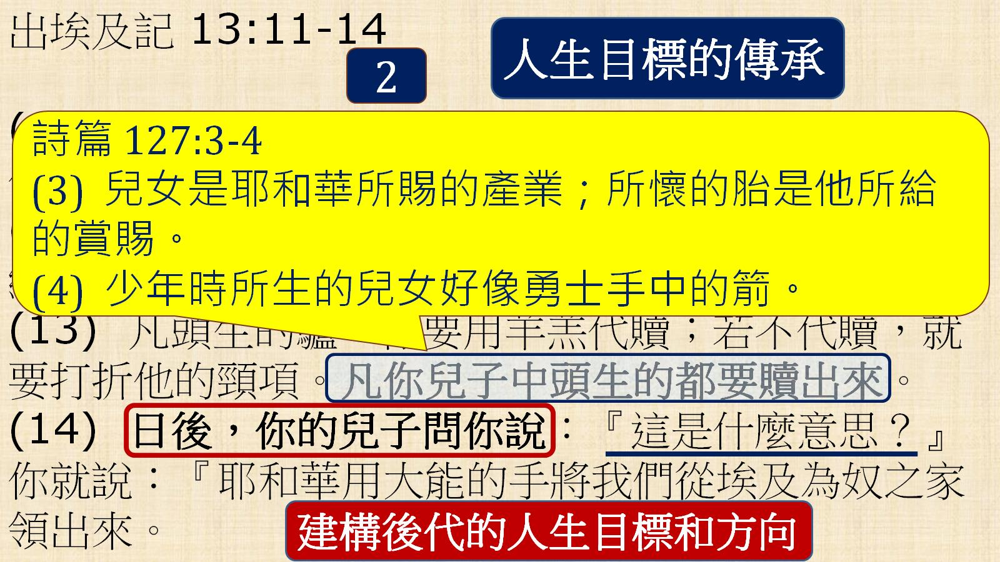 出埃及記 13:11-14
2
人生目標的傳承
詩篇 127:3-4
(3) 兒女是耶和華所賜的產業；所懷的胎是他所給
的賞賜。
(4) 少年時所生的兒女好像勇士手中的箭。
(13) 凡頭生的驢 要用羊羔代贖；若不代贖，就
要打折他的頸項。凡你兒子中頭生的都要贖出來。
(14) 日後，你的兒子問你說：『這是什麼意思？』
你就說：『耶和華用大能的手將我們從埃及為奴之家
領出來。
建構後代的人生目標和方向